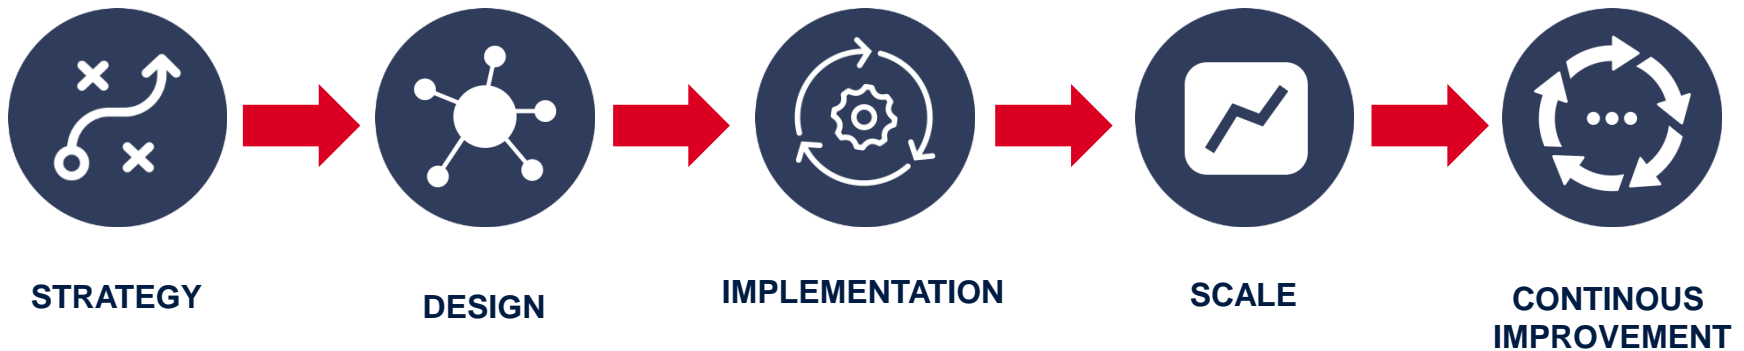 STRATEGY
DESIGN
IMPLEMENTATION
SCALE
CONTINOUS
IMPROVEMENT